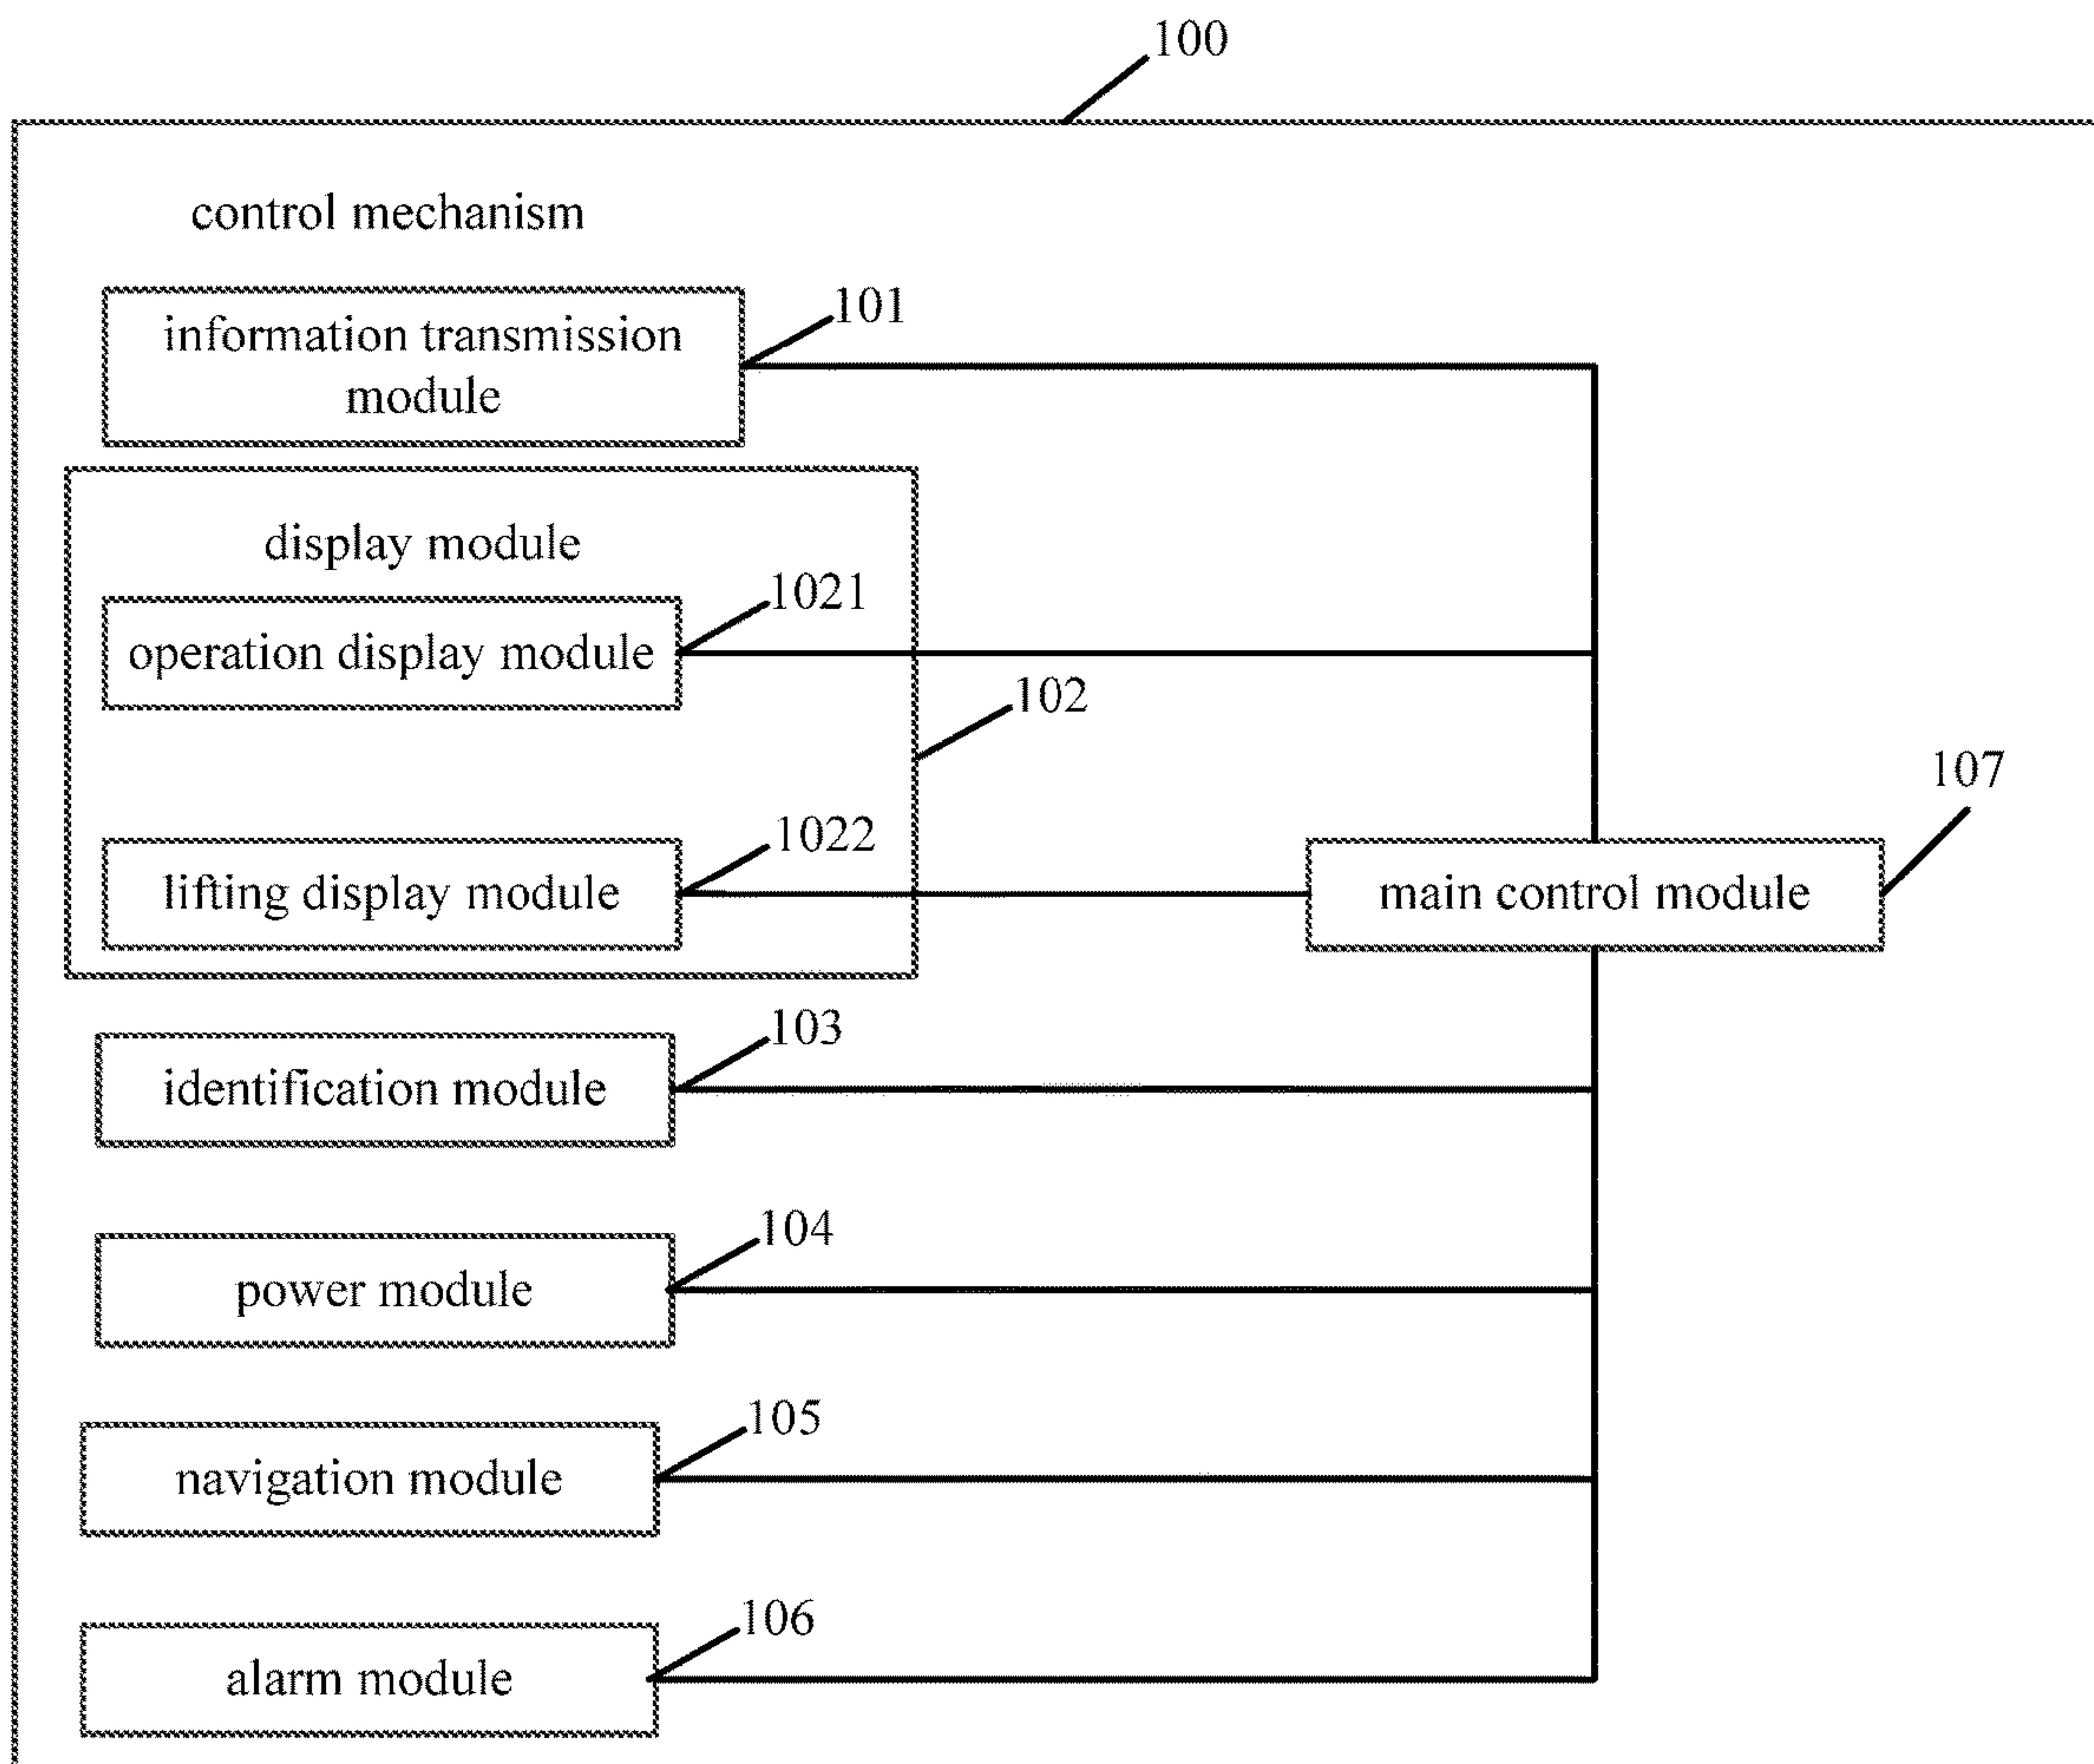 100
control mechanism
101
information transmission
module
display module
1021
operation display module
102
107
1022
lifting display module
main control module
103
identification module
104
power module
105
navigation module
106
alarm module